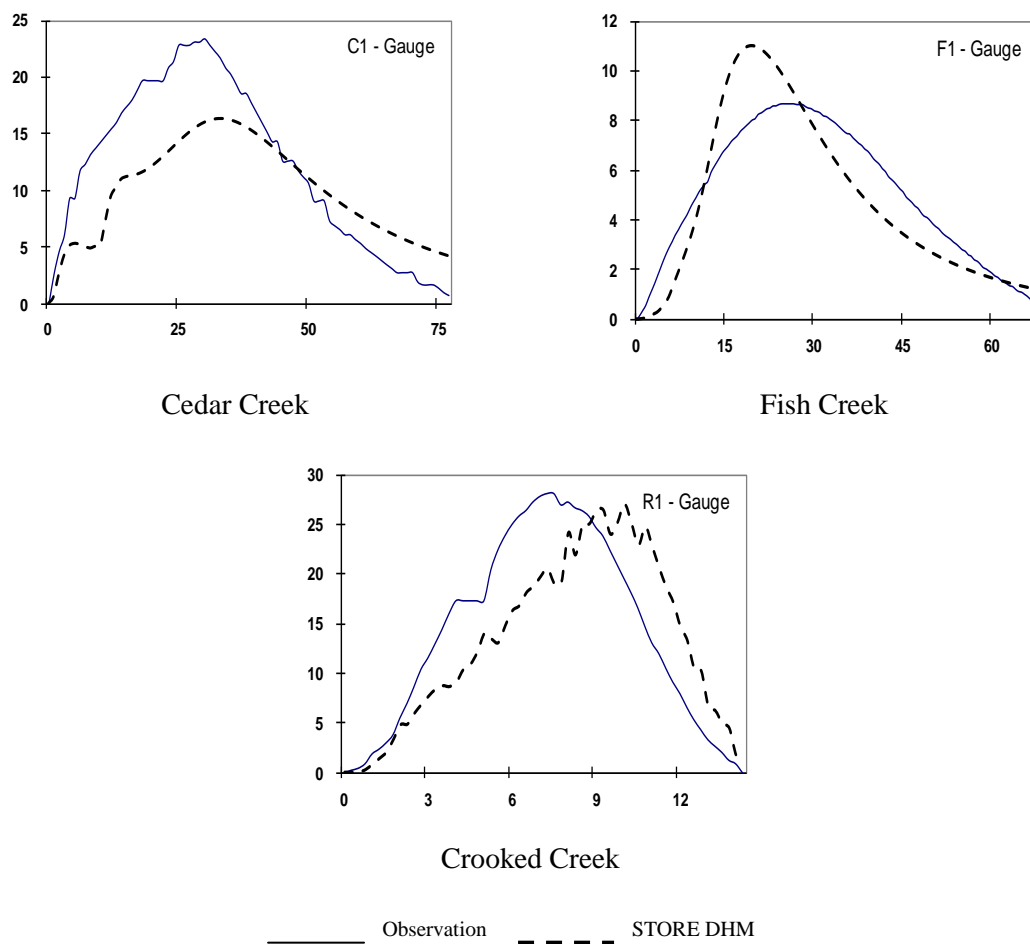 25
20
15
10
5
0
0 25 50 75
C1 - Gauge
Cedar Creek
12
10
8
6
4
2
0
0 15 30 45 60
F1 - Gauge
Fish Creek
30
25
20
15
10
5
0
0 3 6 9 12
R1 - Gauge
Crooked Creek
Observation STORE DHM